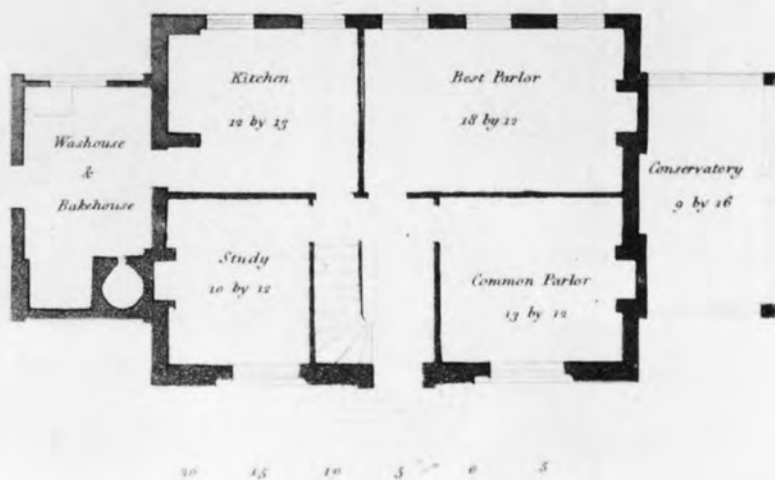 Kitchen
12 by 13
Best Parlor
18 by 12
Washouse
&
Bakehouse
Conservatory
9 by 16
Study
10 by 12
Common Parlor
13 by 12
20 15 10 5 0 5